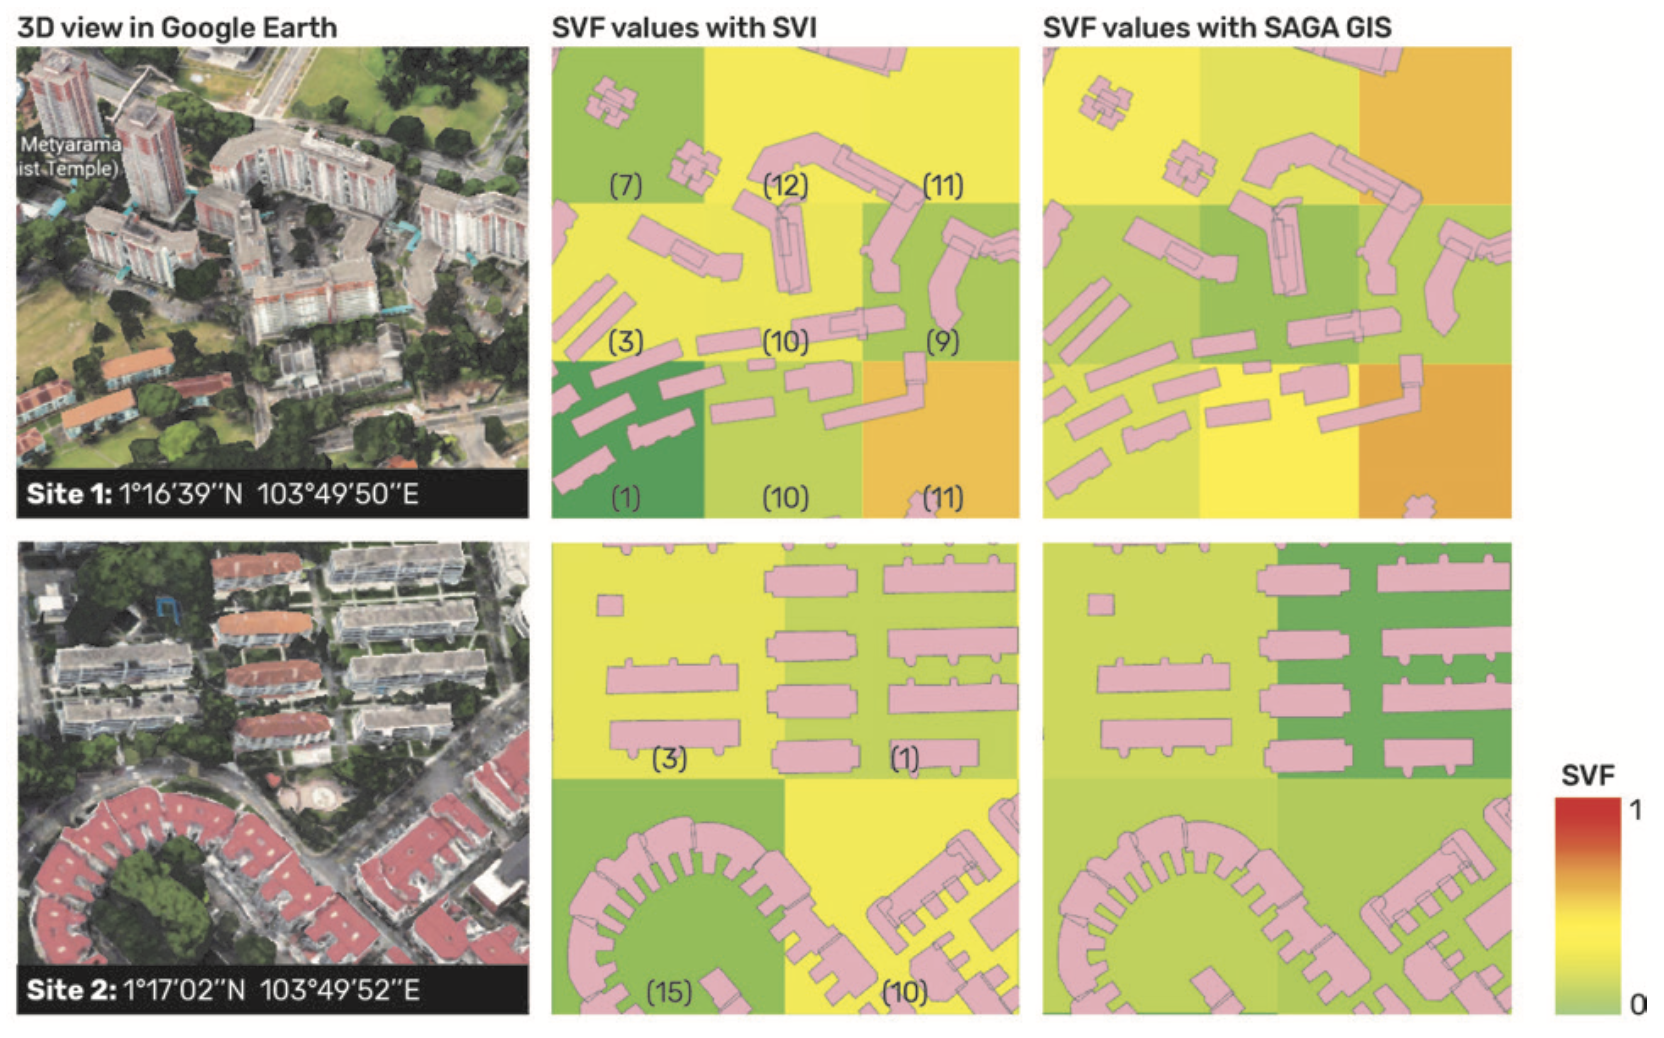 3D view in Google Earth
SVF values with SVI
SVF values with SAGA GIS
Metyarama
ist Temple)
(7)
(12)
(11)
(3)
(10)
(9)
(1)
(10)
(11)
Site 1: 1°16′39″N 103°49′50″E
(3)
(1)
(15)
(10)
Site 2: 1°17′02″N 103°49′52″E
SVF
1
0